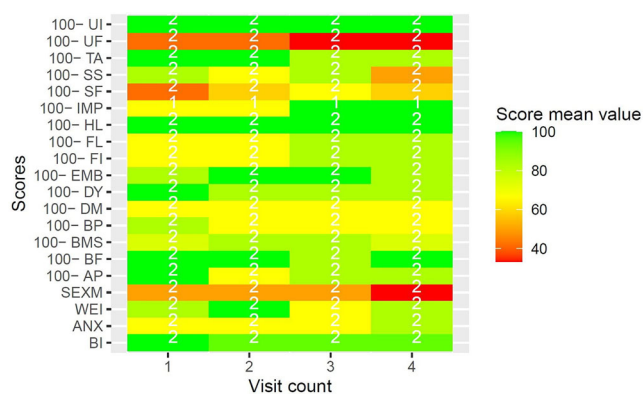 100- UI 2 2 2 2
100- UF 2 2 2 2
100- TA 2 2 2 2
100- SS 2 2 2 2
100- SF 2 2 2 2
100- IMP 1 1 1 1
100- HL 2 2 2 2
100- FL 2 2 2 2
100- FI 2 2 2 2
100- EMB 2 2 2 2
100- DY 2 2 2 2
100- DM 2 2 2 2
100- BP 2 2 2 2
100- BMS 2 2 2 2
100- BF 2 2 2 2
100- AP 2 2 2 2
SEXM 2 2 2 2
WEI 2 2 2 2
ANX 2 2 2 2
BI 2 2 2 2
1 2 3 4
Visit count
Scores
Score mean value
100
80
60
40